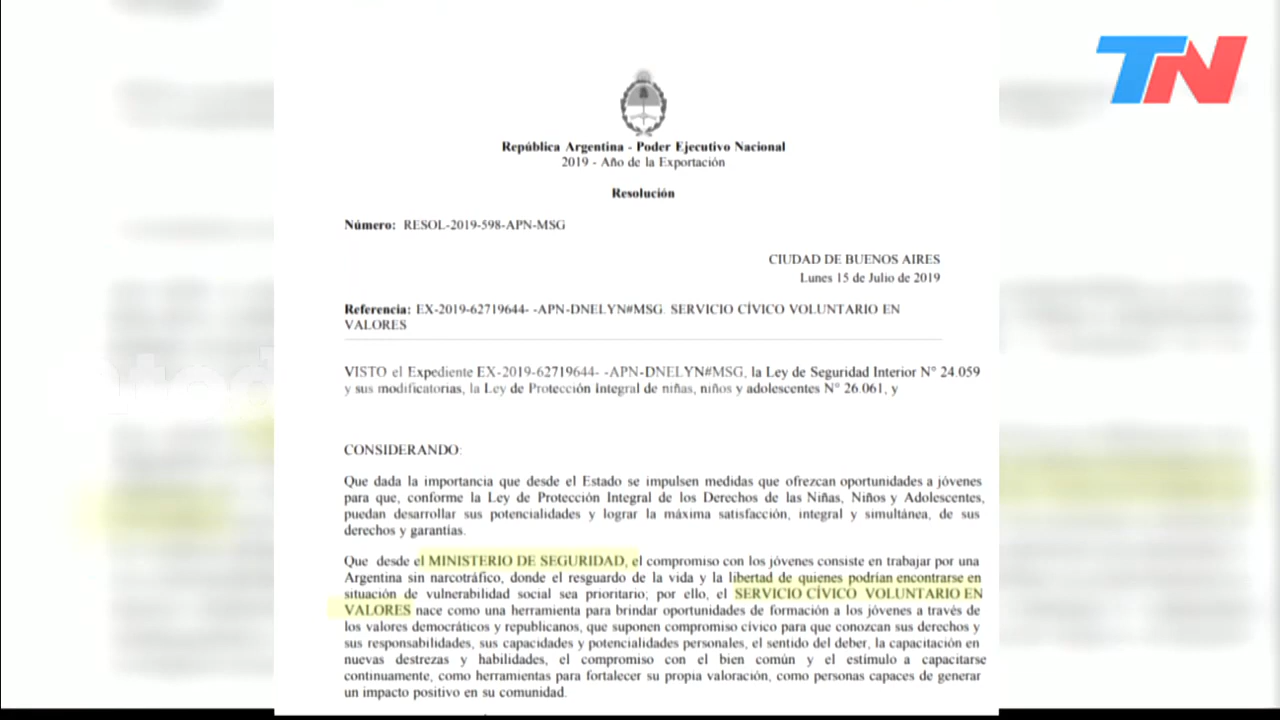 TN
República Argentina - Poder Ejecutivo Nacional
2019 - Año de la Exportación
Resolución
Número: RESOL-2019-598-APN-MSG
CIUDAD DE BUENOS AIRES
Lunes 15 de Julio de 2019
Referencia: EX-2019-62719644- -APN-DNELYN#MSG. SERVICIO CÍVICO VOLUNTARIO EN
VALORES
VISTO el Expediente EX-2019-62719644- -APN-DNELYN#MSG, la Ley de Seguridad Interior N° 24.059
y sus modificatorias, la Ley de Protección Integral de niñas, niños y adolescentes N° 26.061, y
CONSIDERANDO:
Que dada la importancia que desde el Estado se impulsen medidas que ofrezcan oportunidades a jóvenes
para que, conforme la Ley de Protección Integral de los Derechos de las Niñas, Niños y Adolescentes,
puedan desarrollar sus potencialidades y lograr la máxima satisfacción, integral y simultánea, de sus
derechos y garantías.
Que desde el MINISTERIO DE SEGURIDAD, el compromiso con los jóvenes consiste en trabajar por una
Argentina sin narcotráfico, donde el resguardo de la vida y la libertad de quienes podrían encontrarse en
situación de vulnerabilidad social sea prioritario; por ello, el SERVICIO CÍVICO VOLUNTARIO EN
VALORES nace como una herramienta para brindar oportunidades de formación a los jóvenes a través de
los valores democráticos y republicanos, que suponen compromiso cívico para que conozcan sus derechos y
sus responsabilidades, sus capacidades y potencialidades personales, el sentido del deber, la capacitación en
nuevas destrezas y habilidades, el compromiso con el bien común y el estímulo a capacitarse
continuamente, como herramientas para fortalecer su propia valoración, como personas capaces de generar
un impacto positivo en su comunidad.